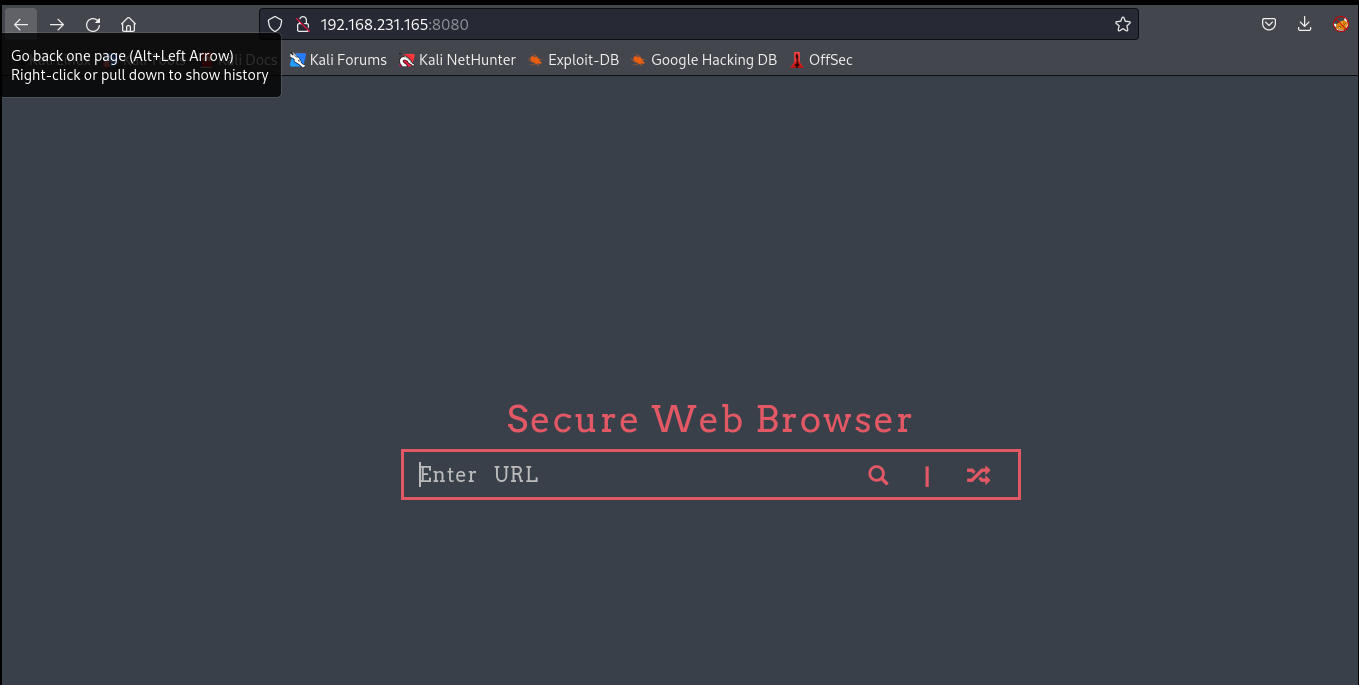 192.168.231.165:8080
Go back one page (Alt+Left Arrow)
Right-click or pull down to show history
Docs Kali Forums Kali NetHunter Exploit-DB Google Hacking DB OffSec
Secure Web Browser
Enter URL